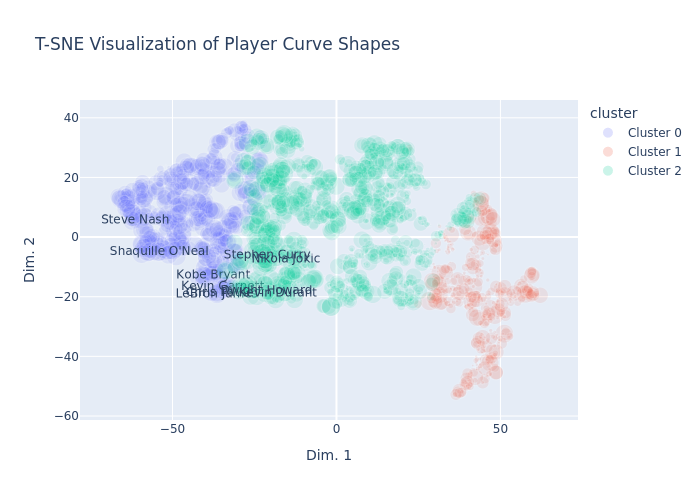 T-SNE Visualization of Player Curve Shapes
cluster
Cluster 0
Cluster 1
Cluster 2
40
20
0
−20
−40
−60
Dim. 2
Steve Nash
Shaquille O'Neal
Stephen Curry
Nikola Jokic
Kobe Bryant
Kevin Garnett
Dwight Howard
LeBron James
Kevin Durant
−50
0
50
Dim. 1